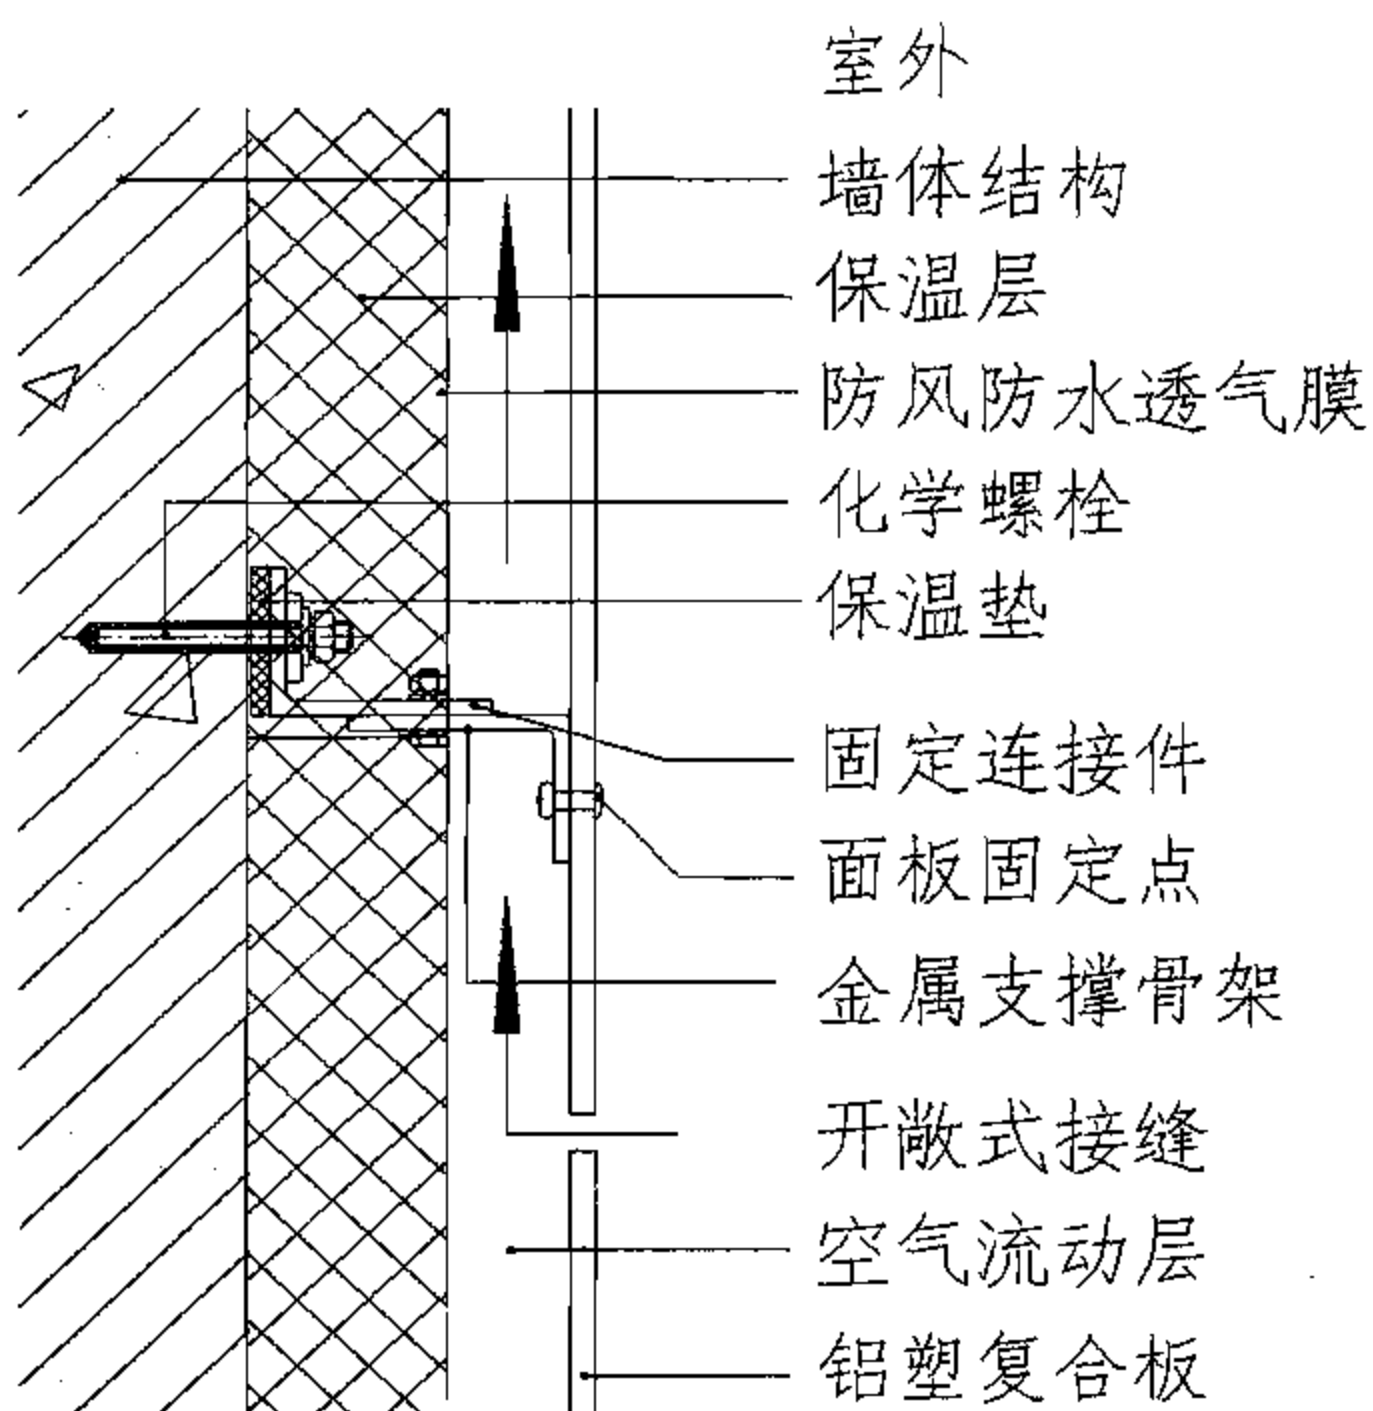 室外
墙体结构
保温层
防风防水透气膜
化学螺栓
保温垫
固定连接件
面板固定点
金属支撑骨架
开敞式接缝
空气流动层
铝塑复合板